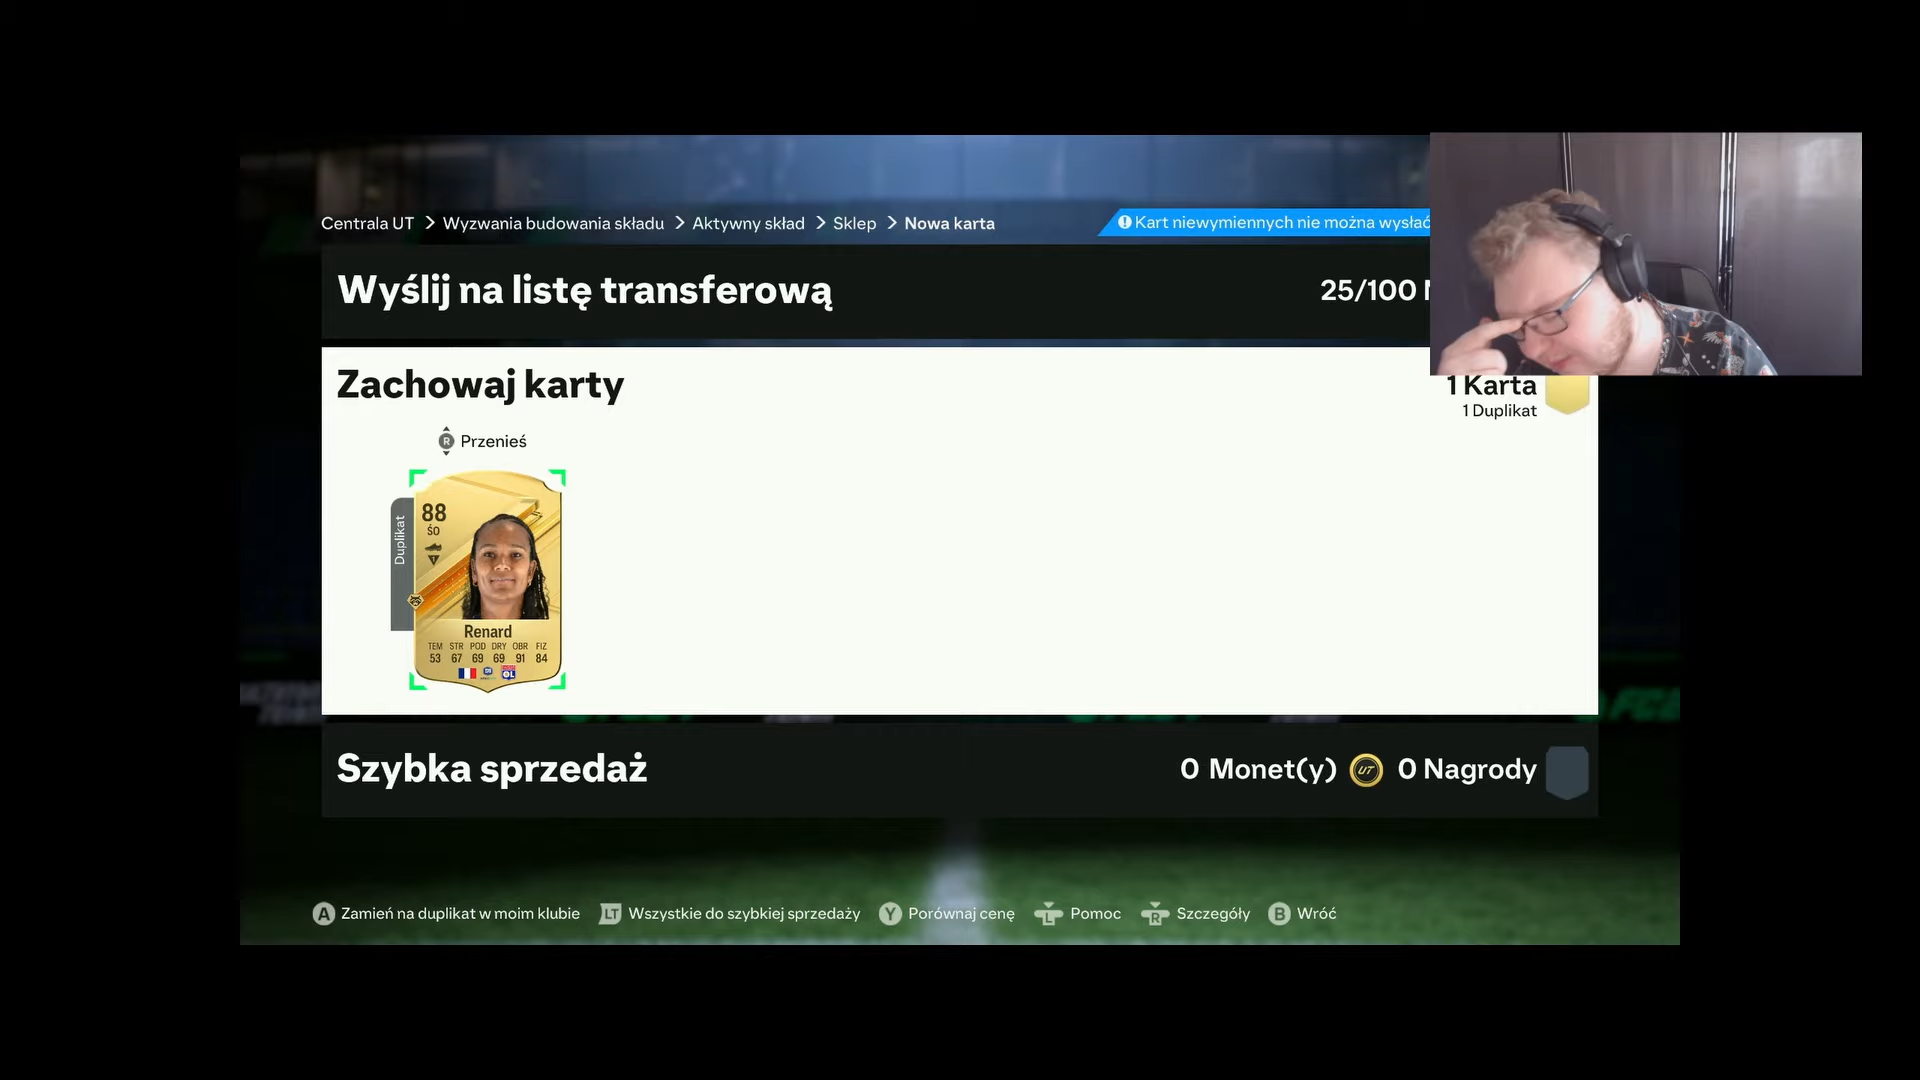 Centrala UT > Wyzwania budowania składu > Aktywny skład > Sklep > Nowa karta
Kart niewymiennych nie można wysłać
Wyślij na listę transferową
25/100
Zachowaj karty
1 Karta
1 Duplikat
R Przenieś
Duplikat
88
ŚO
Renard
TEM STR POD DRY OBR FIZ
53 67 69 69 91 84
Szybka sprzedaż
0 Monet(y) UT 0 Nagrody
A Zamień na duplikat w moim klubie LT Wszystkie do szybkiej sprzedaży Y Porównaj cenę L Pomoc R Szczegóły B Wróć